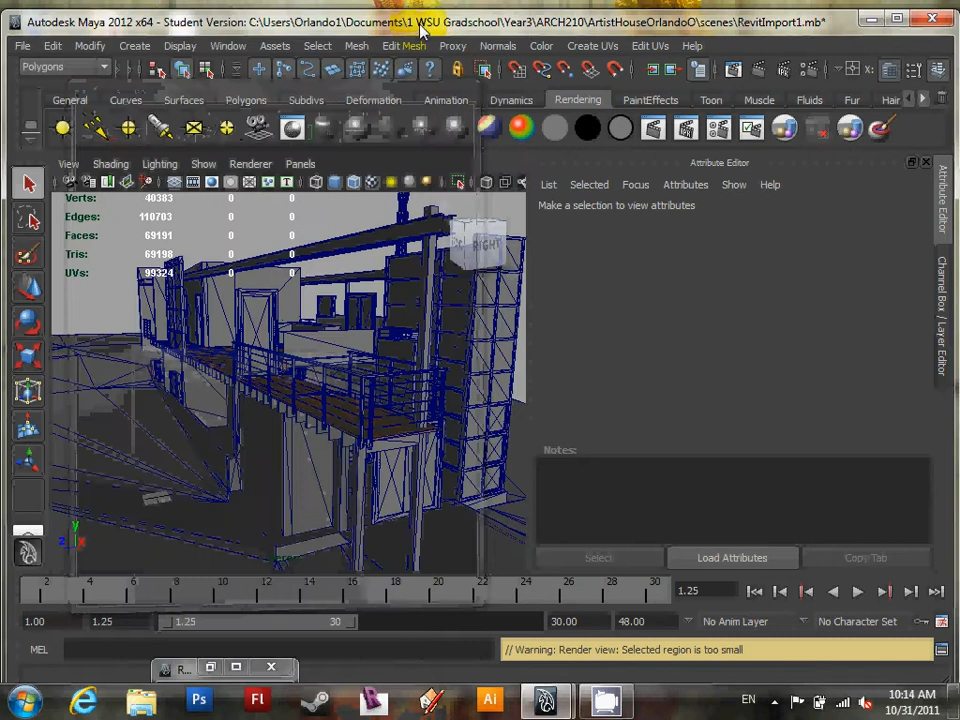 Autodesk Maya 2012 x64 - Student Version: C:\Users\Orlando1\Documents\1 WSU Gradschool\Year3\ARCH210\ArtistHouseOrlandoO\scenes\RevitImport1.mb*
File Edit Modify Create Display Window Assets Select Mesh Edit Mesh Proxy Normals Color Create UVs Edit UVs Help
Polygons
X:
General Curves Surfaces Polygons Subdivs Deformation Animation Dynamics Rendering PaintEffects Toon Muscle Fluids Fur Hair
View Shading Lighting Show Renderer Panels
Attribute Editor
List Selected Focus Attributes Show Help
Make a selection to view attributes
Verts: 40383 0 0
Edges: 110703 0 0
Faces: 69191 0 0
Tris: 69198 0 0
UVs: 99324 0 0
RIGHT
Attribute Editor
Channel Box / Layer Editor
Notes:
Select Load Attributes Copy Tab
y
z x
2 4 6 8 10 12 14 16 18 20 22 24 26 28 30
1.25
1.00 1.25 1.25 30 30.00 48.00 No Anim Layer No Character Set
MEL
// Warning: Render view: Selected region is too small
R...
Ps Fl R Ai
EN
10:14 AM
10/31/2011